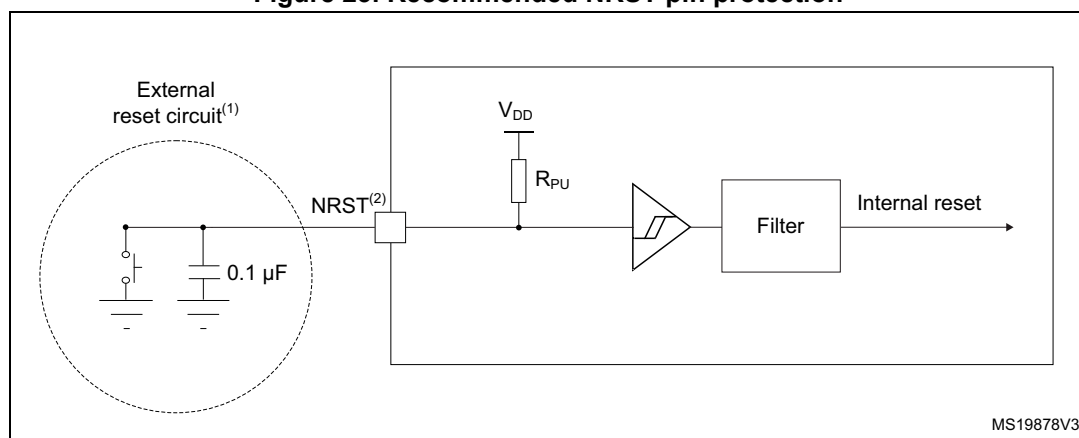 Figure Recommended NRST pin protection
External
reset circuit(1)
VDD
RPU
NRST(2)
0.1 µF
Filter
Internal reset
MS19878V3